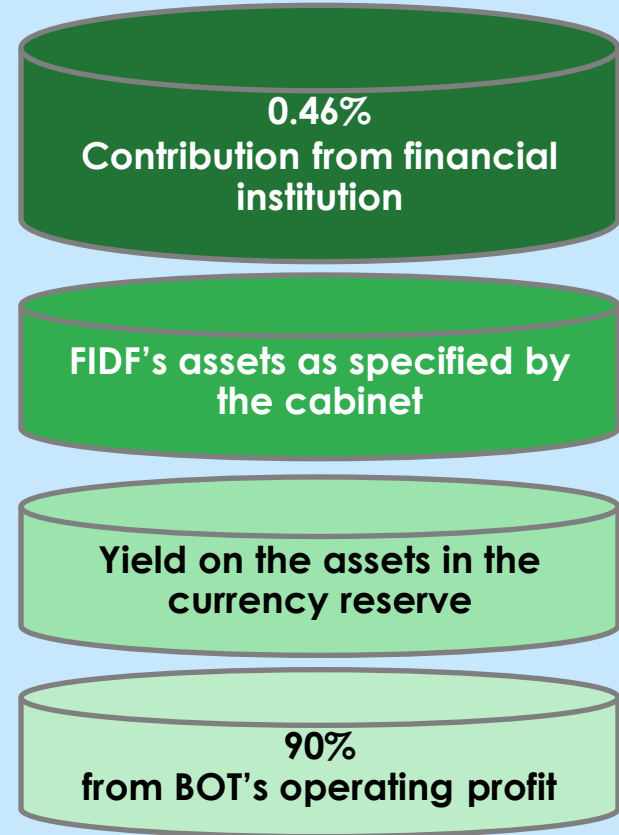 0.46%
Contribution from financial
institution
FIDF’s assets as specified by
the cabinet
Yield on the assets in the
currency reserve
90%
from BOT’s operating profit